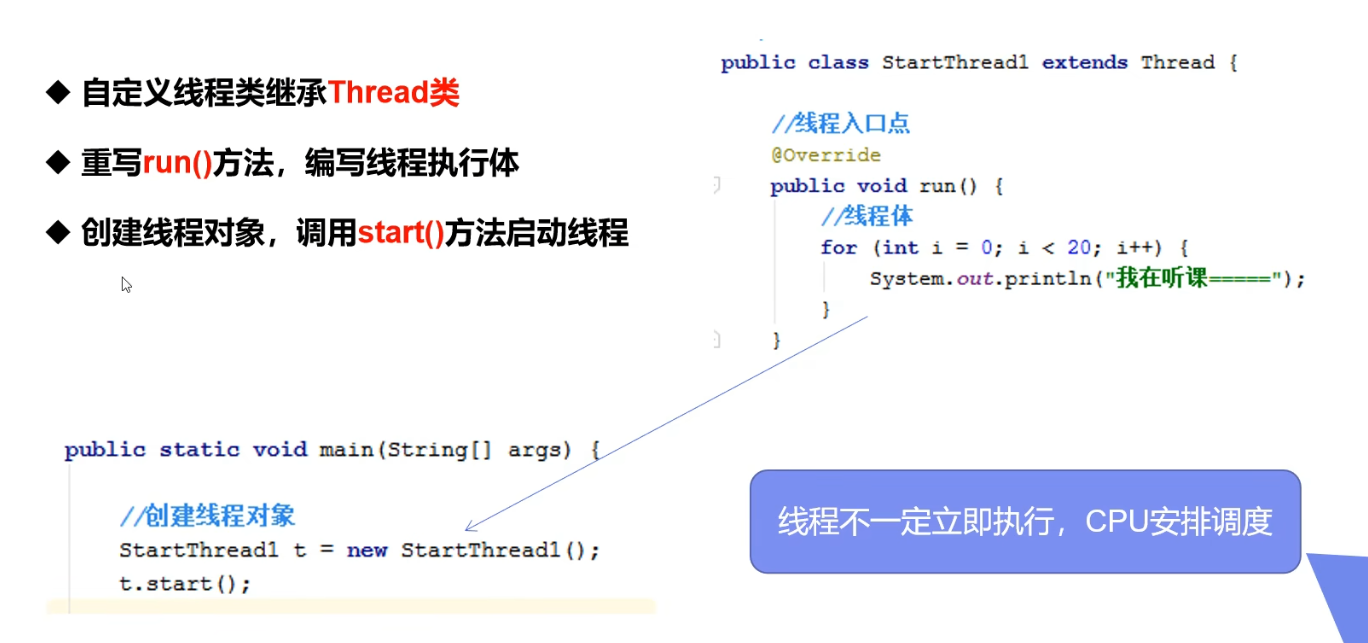 ◆ 自定义线程类继承Thread类
◆ 重写run()方法，编写线程执行体
◆ 创建线程对象，调用start()方法启动线程
public class StartThread1 extends Thread {
//线程入口点
@Override
public void run() {
//线程体
for (int i = 0; i < 20; i++) {
System.out.println("我在听课=====");
}
}
public static void main(String[] args) {
//创建线程对象
StartThread1 t = new StartThread1();
t.start();
线程不一定立即执行，CPU安排调度